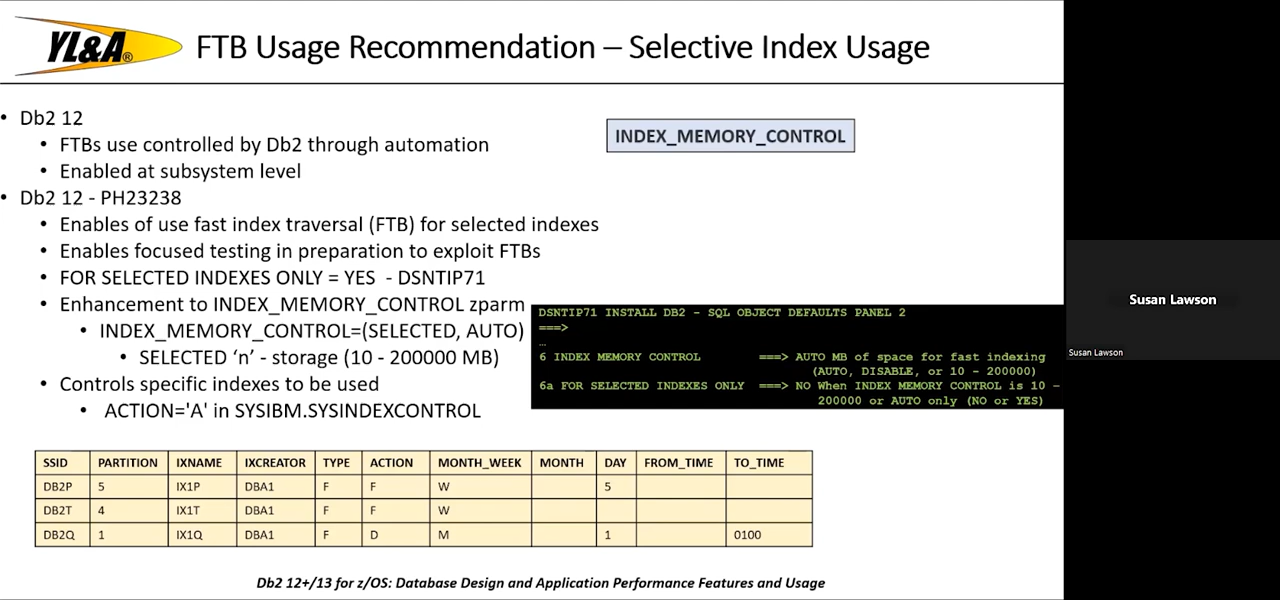 YL&A®
FTB Usage Recommendation – Selective Index Usage
• Db2 12
• FTBs use controlled by Db2 through automation
• Enabled at subsystem level
• Db2 12 - PH23238
• Enables of use fast index traversal (FTB) for selected indexes
• Enables focused testing in preparation to exploit FTBs
• FOR SELECTED INDEXES ONLY = YES - DSNTIP71
• Enhancement to INDEX_MEMORY_CONTROL zparm
• INDEX_MEMORY_CONTROL=(SELECTED, AUTO)
• SELECTED ‘n’ - storage (10 - 200000 MB)
• Controls specific indexes to be used
• ACTION='A' in SYSIBM.SYSINDEXCONTROL
INDEX_MEMORY_CONTROL
DSNTIP71 INSTALL DB2 - SQL OBJECT DEFAULTS PANEL 2
===>
…
6 INDEX MEMORY CONTROL ===> AUTO MB of space for fast indexing
(AUTO, DISABLE, or 10 - 200000)
6a FOR SELECTED INDEXES ONLY ===> NO When INDEX MEMORY CONTROL is 10 –
200000 or AUTO only (NO or YES)
SSID PARTITION IXNAME IXCREATOR TYPE ACTION MONTH_WEEK MONTH DAY FROM_TIME TO_TIME
DB2P 5 IX1P DBA1 F F W 5
DB2T 4 IX1T DBA1 F F W
DB2Q 1 IX1Q DBA1 F D M 1 0100
Db2 12+/13 for z/OS: Database Design and Application Performance Features and Usage
Susan Lawson
Susan Lawson